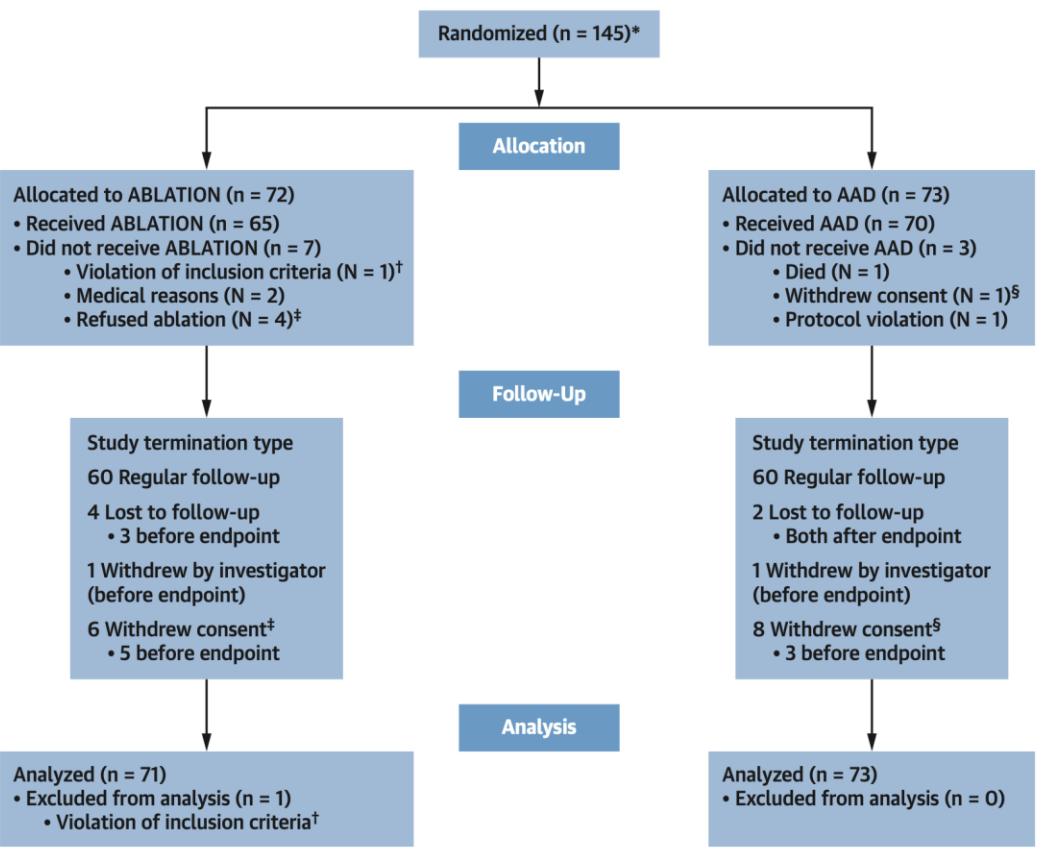 Randomized (n = 145)*
Allocation
Allocated to ABLATION (n = 72)
• Received ABLATION (n = 65)
• Did not receive ABLATION (n = 7)
• Violation of inclusion criteria (N = 1)†
• Medical reasons (N = 2)
• Refused ablation (N = 4)‡
Allocated to AAD (n = 73)
• Received AAD (n = 70)
• Did not receive AAD (n = 3)
• Died (N = 1)
• Withdrew consent (N = 1)§
• Protocol violation (N = 1)
Follow-Up
Study termination type
60 Regular follow-up
4 Lost to follow-up
• 3 before endpoint
1 Withdrew by investigator
(before endpoint)
6 Withdrew consent‡
• 5 before endpoint
Study termination type
60 Regular follow-up
2 Lost to follow-up
• Both after endpoint
1 Withdrew by investigator
(before endpoint)
8 Withdrew consent§
• 3 before endpoint
Analysis
Analyzed (n = 71)
• Excluded from analysis (n = 1)
• Violation of inclusion criteria†
Analyzed (n = 73)
• Excluded from analysis (n = 0)